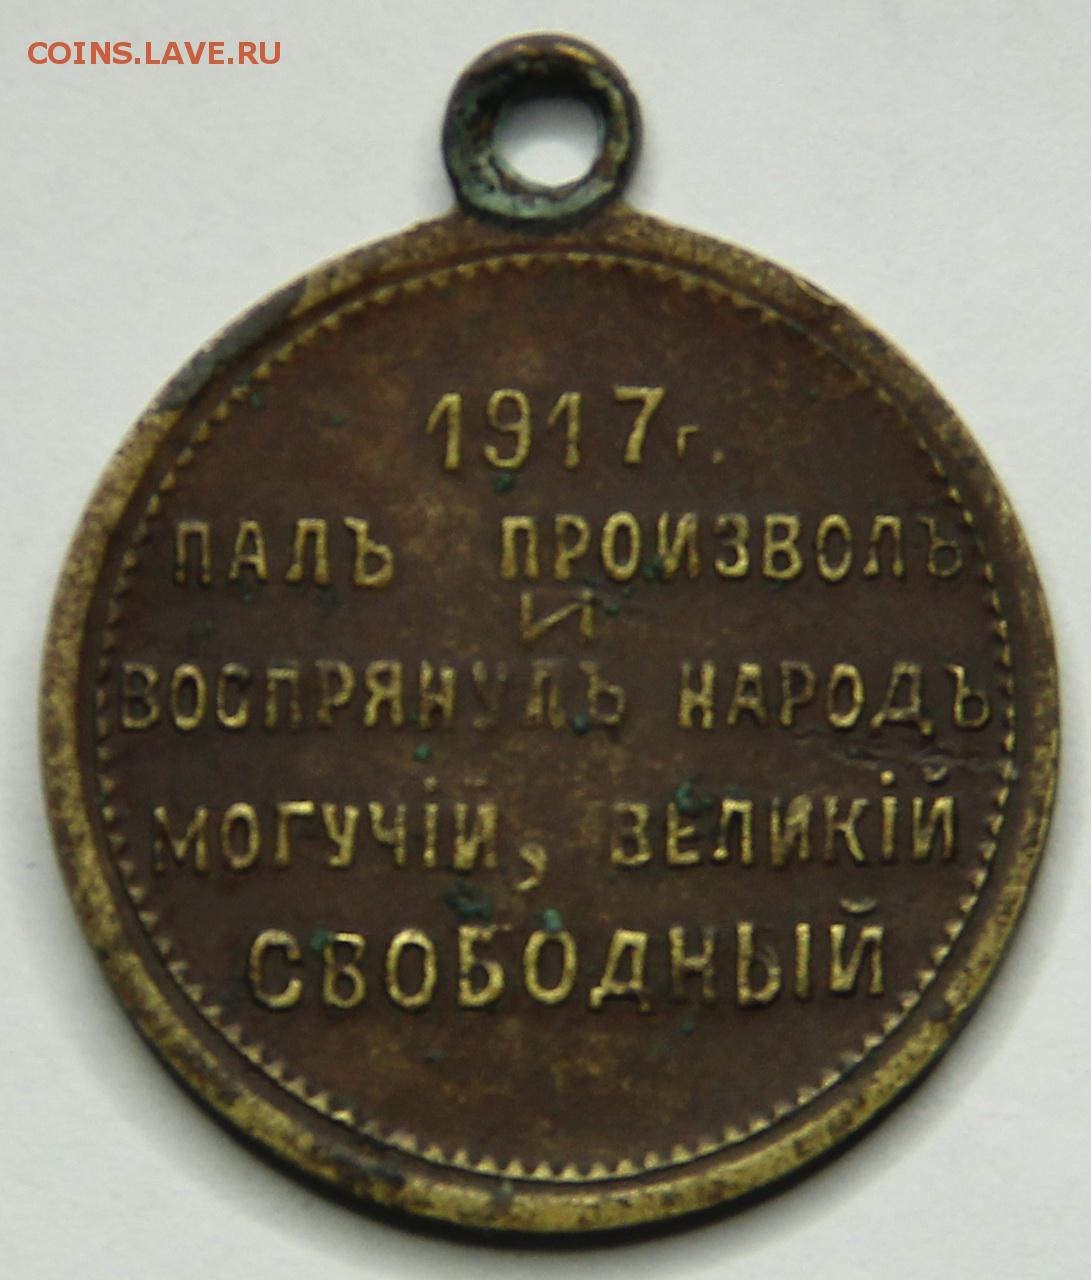 COINS.LAVE.RU
1917 г.
ПАЛЪ ПРОИЗВОЛЪ
И
ВОСПРЯНУЛЪ НАРОДЪ
МОГУЧІЙ, ВЕЛИКІЙ
СВОБОДНЫЙ